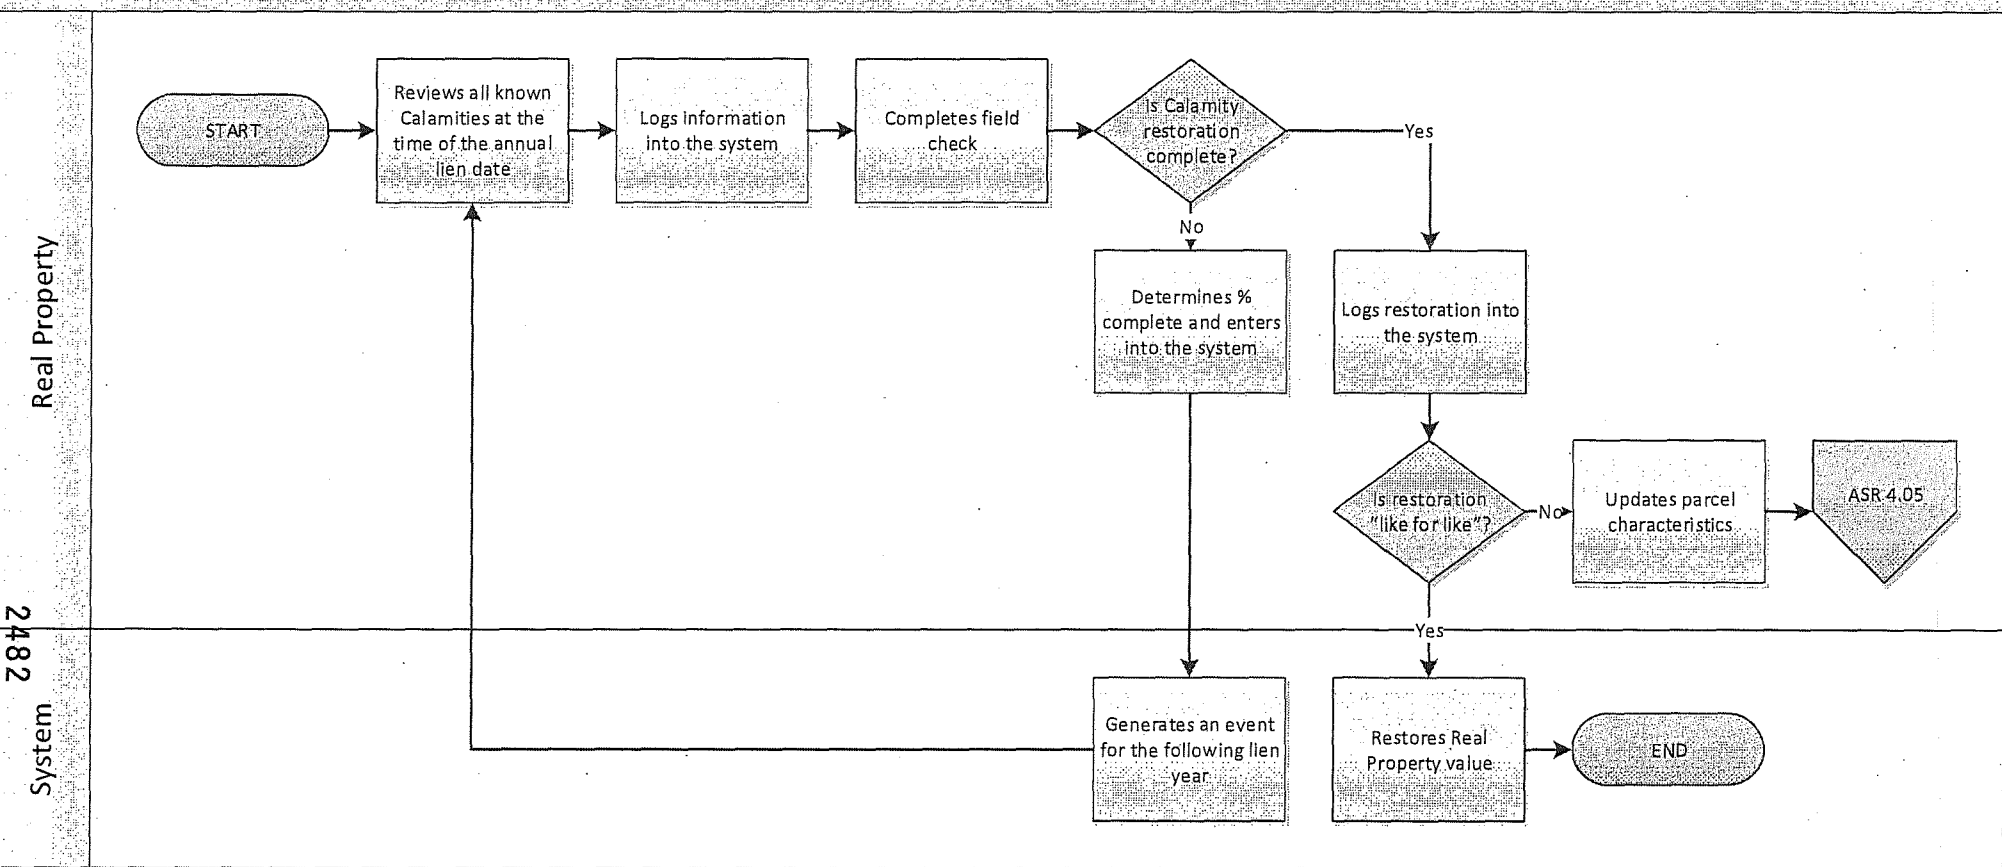 START
Reviews all known
Calamities at the
time of the annual
lien date
Logs information
into the system
Completes field
check
Is Calamity
restoration
complete?
Yes
No
Determines %
complete and enters
into the system
Logs restoration into
the system
Is restoration
"like for like"?
No
Updates parcel
characteristics
ASR 4.05
Real Property
Yes
Generates an event
for the following lien
year
Restores Real
Property value
END
System
2482